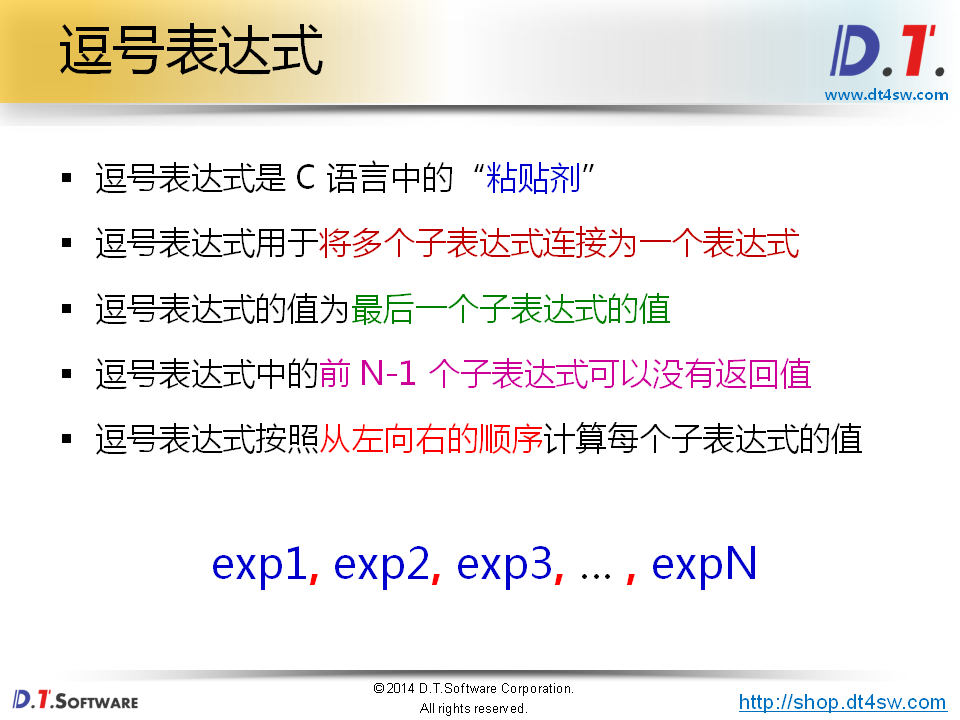 逗号表达式
D.T.
www.dt4sw.com
▪ 逗号表达式是 C 语言中的“粘贴剂”
▪ 逗号表达式用于将多个子表达式连接为一个表达式
▪ 逗号表达式的值为最后一个子表达式的值
▪ 逗号表达式中的前 N-1 个子表达式可以没有返回值
▪ 逗号表达式按照从左向右的顺序计算每个子表达式的值
exp1, exp2, exp3, … , expN
D.T.SOFTWARE
©2014 D.T.Software Corporation.
All rights reserved.
http://shop.dt4sw.com